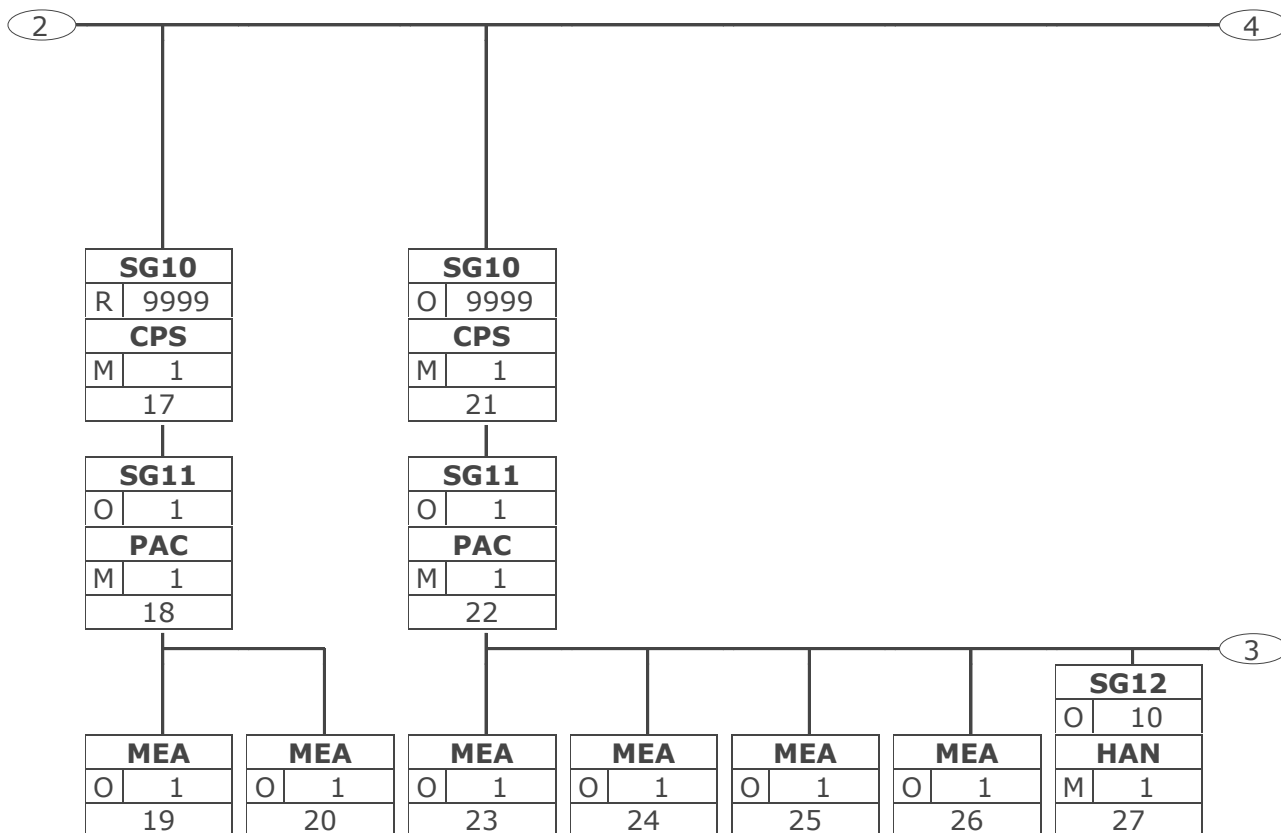 2 4
SG10 SG10
R 9999 O 9999
CPS CPS
M 1 M 1
17 21
SG11 SG11
O 1 O 1
PAC PAC
M 1 M 1
18 22
3
SG12
O 10
MEA MEA MEA MEA MEA MEA HAN
O 1 O 1 O 1 O 1 O 1 O 1 M 1
19 20 23 24 25 26 27